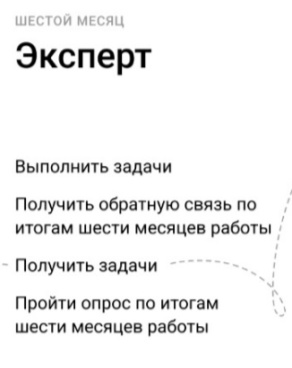 ШЕСТОЙ МЕСЯЦ
Эксперт
Выполнить задачи
Получить обратную связь по
итогам шести месяцев работы
Получить задачи
Пройти опрос по итогам
шести месяцев работы